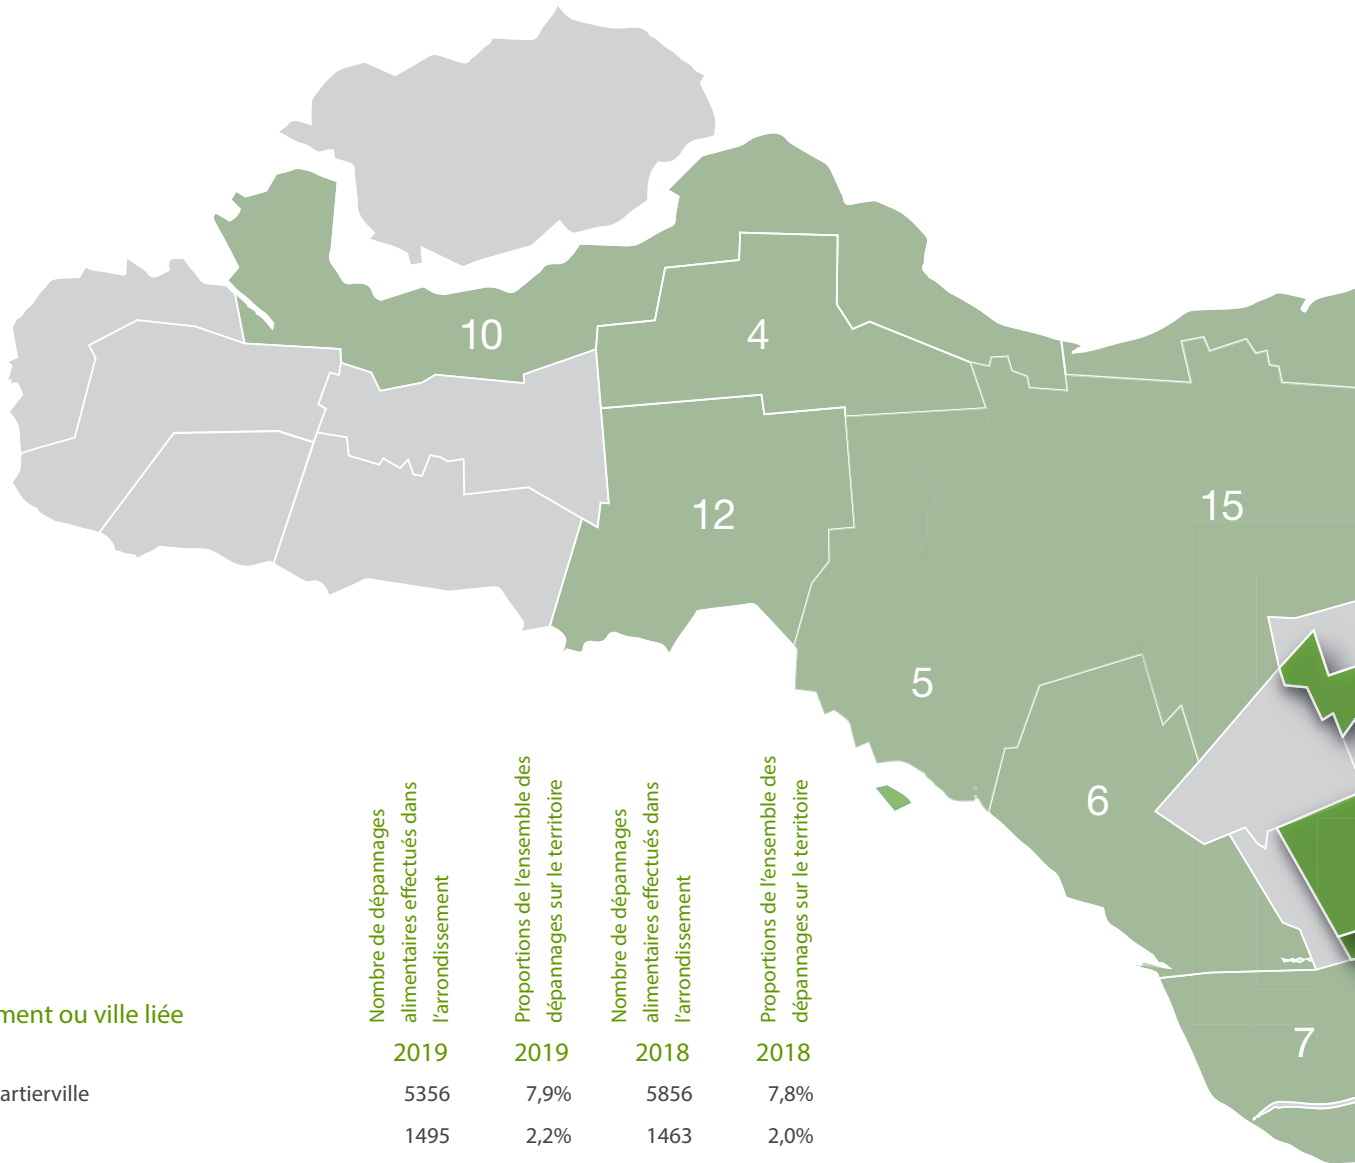 10
4
12
15
5
6
7
Nombre de dépannages
alimentaires effectués dans
l'arrondissement
Proportions de l'ensemble des
dépannages sur le territoire
Nombre de dépannages
alimentaires effectués dans
l'arrondissement
Proportions de l'ensemble des
dépannages sur le territoire
ment ou ville liée
2019 2019 2018 2018
artierville 5356 7,9% 5856 7,8%
1495 2,2% 1463 2,0%